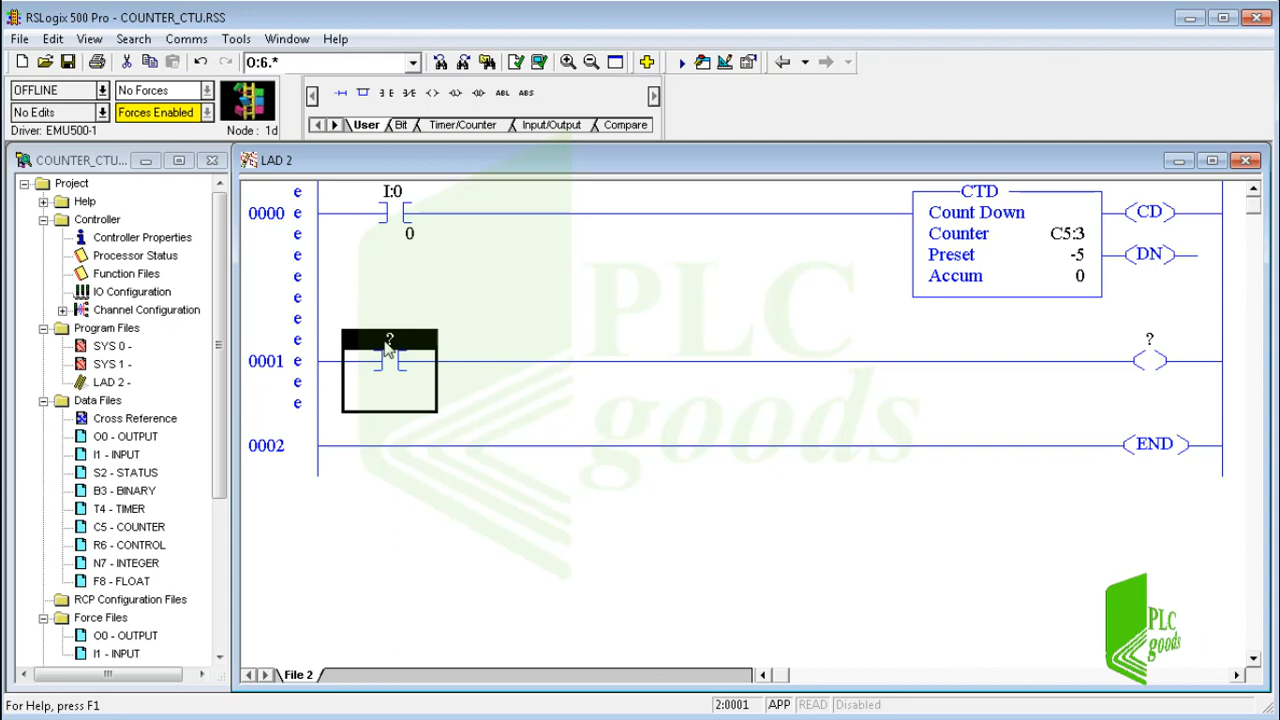 RSLogix 500 Pro - COUNTER_CTU.RSS
File Edit View Search Comms Tools Window Help
O:6.*
OFFLINE No Forces
No Edits Forces Enabled
Driver: EMU500-1 Node : 1d
ABL ABS
User Bit Timer/Counter Input/Output Compare
COUNTER_CTU...
Project
Help
Controller
Controller Properties
Processor Status
Function Files
IO Configuration
Channel Configuration
Program Files
SYS 0 -
SYS 1 -
LAD 2 -
Data Files
Cross Reference
O0 - OUTPUT
I1 - INPUT
S2 - STATUS
B3 - BINARY
T4 - TIMER
C5 - COUNTER
R6 - CONTROL
N7 - INTEGER
F8 - FLOAT
RCP Configuration Files
Force Files
O0 - OUTPUT
I1 - INPUT
LAD 2
e I:0 CTD
0000 e Count Down CD
e 0 Counter C5:3
e Preset -5 DN
e Accum 0
e
e
e ? ?
0001 e
e
e
0002 END
PLC
goods
PLC
goods
File 2
For Help, press F1 2:0001 APP READ Disabled